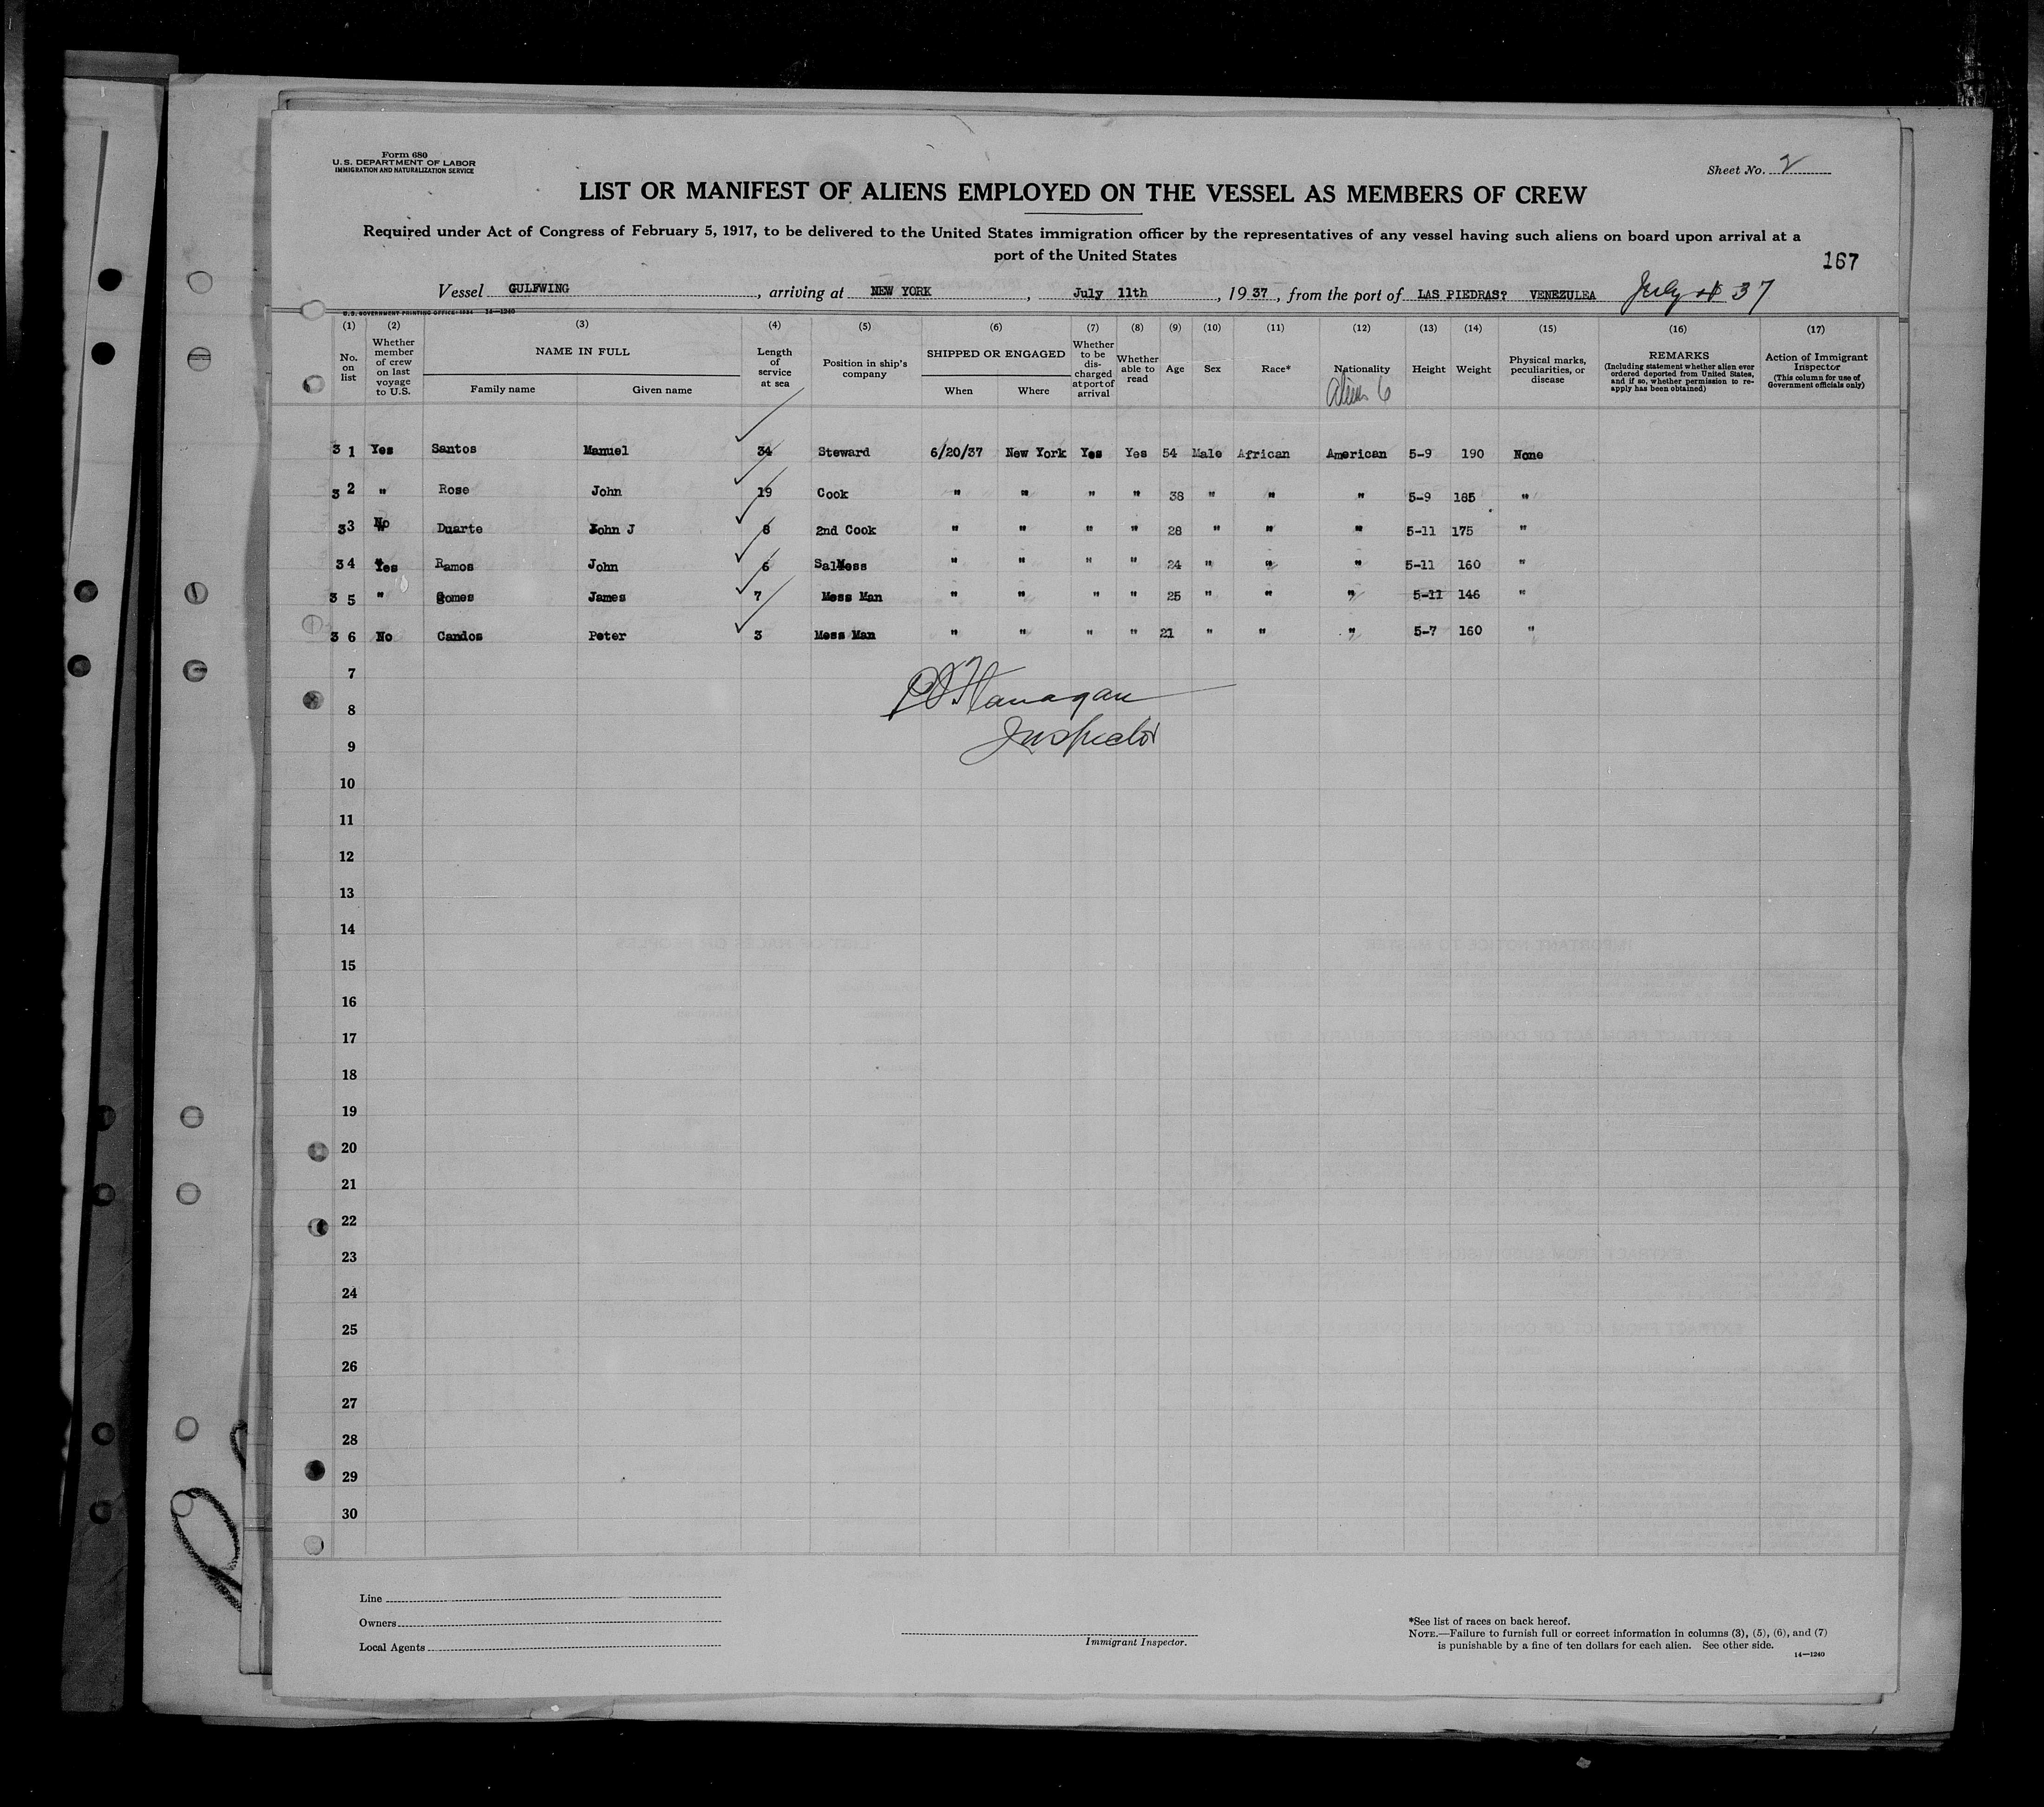 Form 680
U.S. DEPARTMENT OF LABOR
IMMIGRATION AND NATURALIZATION SERVICE
Sheet No. 2
LIST OR MANIFEST OF ALIENS EMPLOYED ON THE VESSEL AS MEMBERS OF CREW
Required under Act of Congress of February 5, 1917, to be delivered to the United States immigration officer by the representatives of any vessel having such aliens on board upon arrival at a
port of the United States
167
Vessel GULFWING, arriving at NEW YORK, July 11th, 1937, from the port of LAS PIEDRAS? VENEZULEA July 37
U.S. GOVERNMENT PRINTING OFFICE: 1934 14—1240
(1) (2) (3) (4) (5) (6) (7) (8) (9) (10) (11) (12) (13) (14) (15) (16) (17)
No. on list
Whether member of crew on last voyage to U.S.
NAME IN FULL
Family name
Given name
Length of service at sea
Position in ship's company
SHIPPED OR ENGAGED
When
Where
Whether to be discharged at port of arrival
Whether able to read
Age
Sex
Race*
Nationality
Aliens 6
Height
Weight
Physical marks, peculiarities, or disease
REMARKS
(Including statement whether alien ever ordered deported from United States, and if so, whether permission to re-apply has been obtained)
Action of Immigrant Inspector
(This column for use of Government officials only)
3 1 Yes Santos Manuel 34 Steward 6/20/37 New York Yes Yes 54 Male African American 5-9 190 None
3 2 " Rose John 19 Cook " " " " 38 " " " 5-9 185 "
3 3 No Duarte John J 8 2nd Cook " " " " 28 " " " 5-11 175 "
3 4 Yes Ramos John 6 SalMess " " " " 24 " " " 5-11 160 "
3 5 " Gomes James 7 Mess Man " " " " 25 " " " 5-11 146 "
3 6 No Candos Peter 3 Mess Man " " " " 21 " " " 5-7 160 "
7
Flanagan
8
Inspector
9
10
11
12
13
14
15
16
17
18
19
20
21
22
23
24
25
26
27
28
29
30
Line
Owners
Local Agents
Immigrant Inspector.
*See list of races on back hereof.
NOTE.—Failure to furnish full or correct information in columns (3), (5), (6), and (7)
is punishable by a fine of ten dollars for each alien. See other side.
14—1240